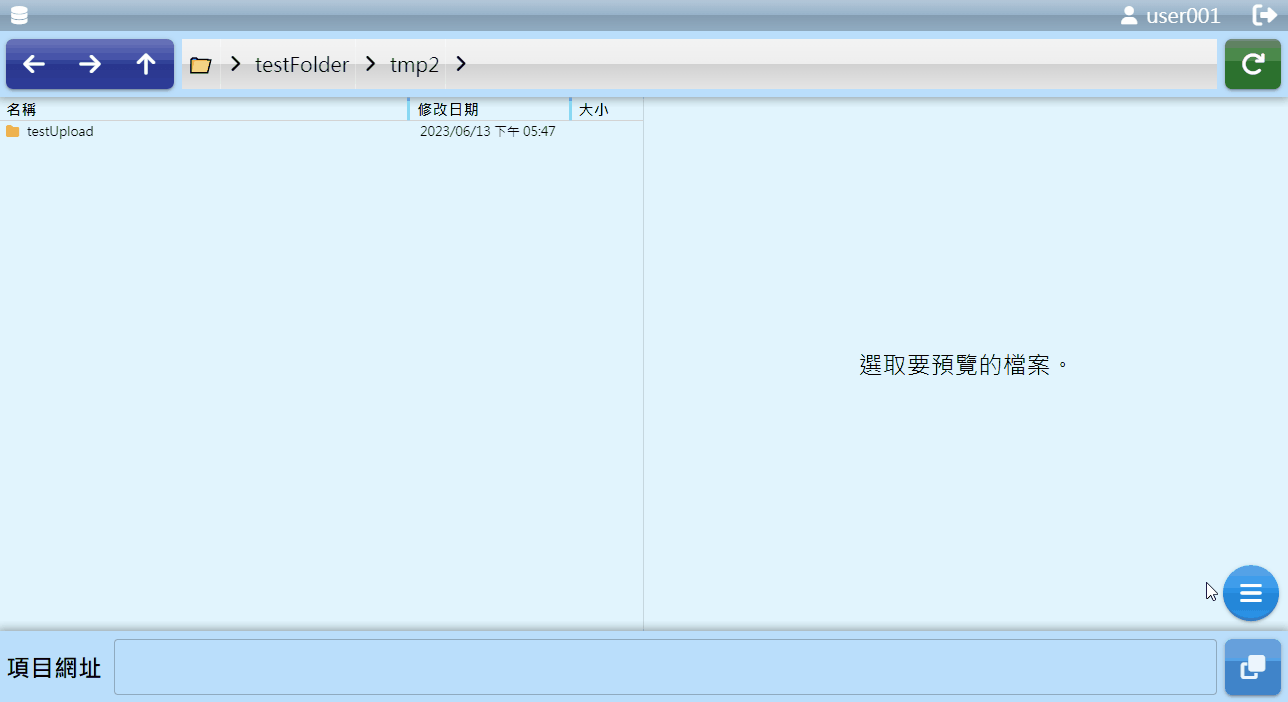 user001
testFolder tmp2
名稱 修改日期 大小
testUpload 2023/06/13 下午 05:47
選取要預覽的檔案。
項目網址